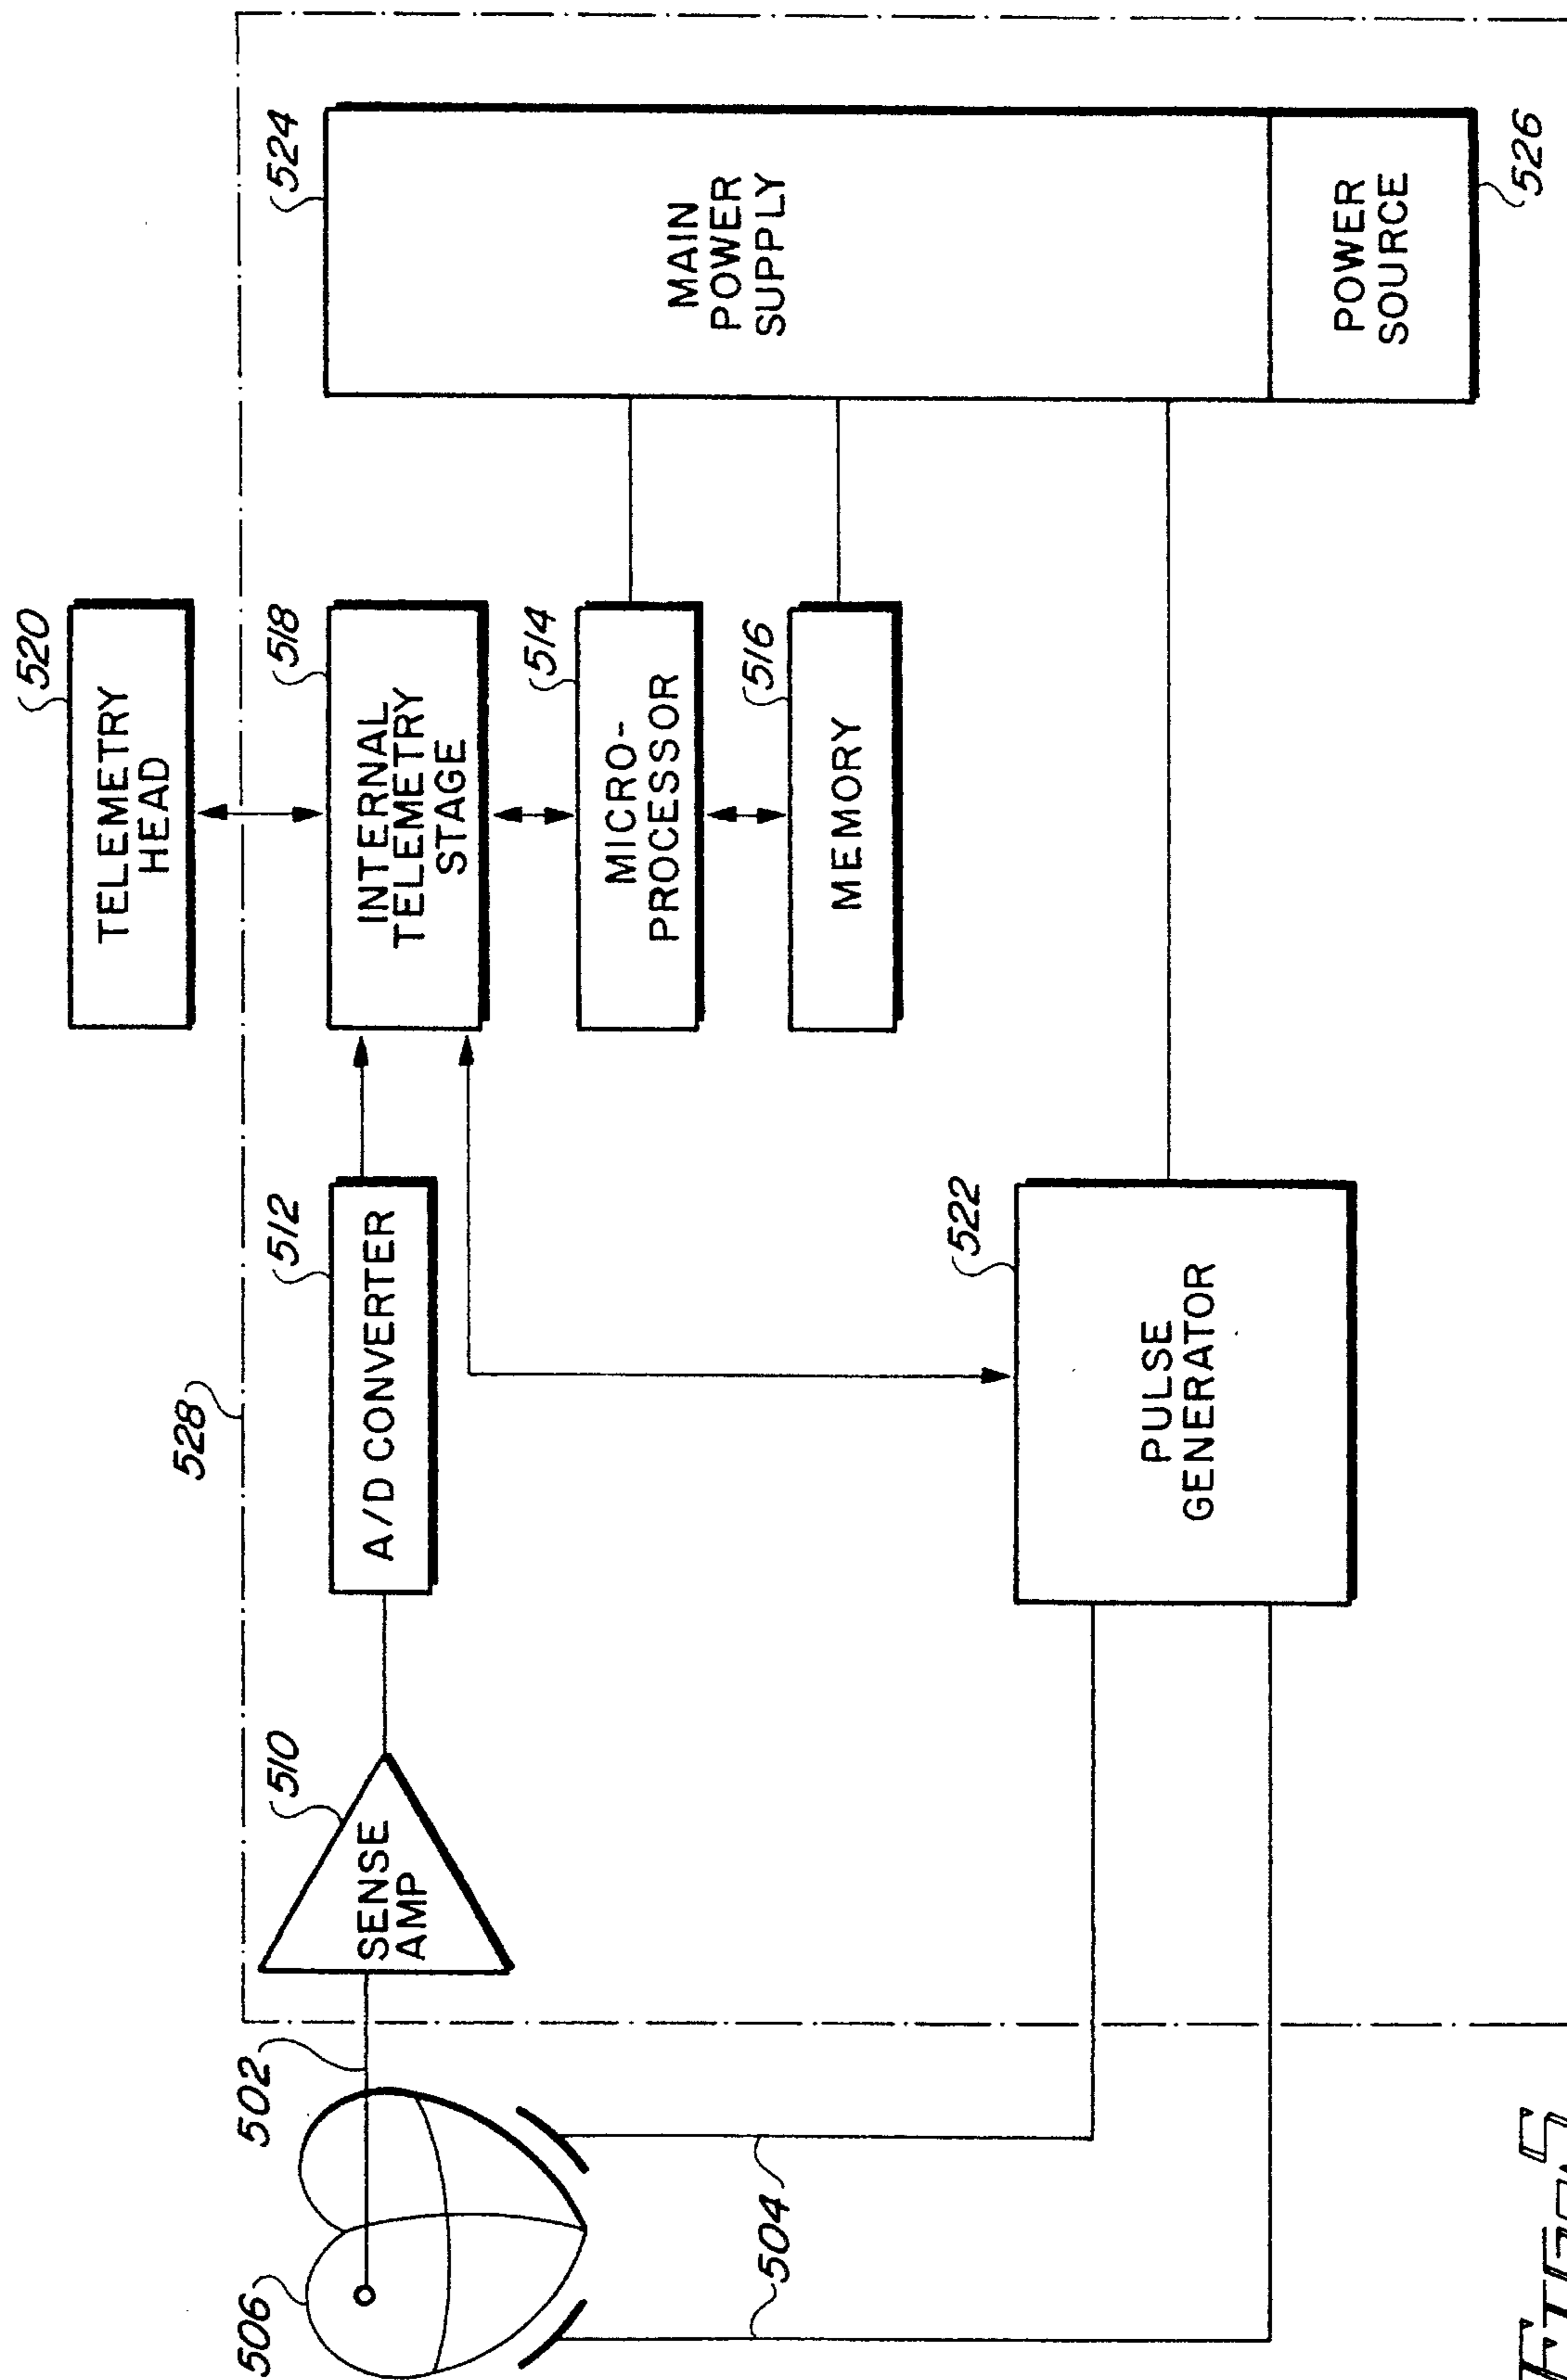 520
TELEMETRY
HEAD
528
524
518
INTERNAL
TELEMETRY
STAGE
512
A/D CONVERTER
510
SENSE
AMP
502
506
514
MICRO-
PROCESSOR
516
MEMORY
MAIN
POWER
SUPPLY
504
522
PULSE
GENERATOR
POWER
SOURCE
526